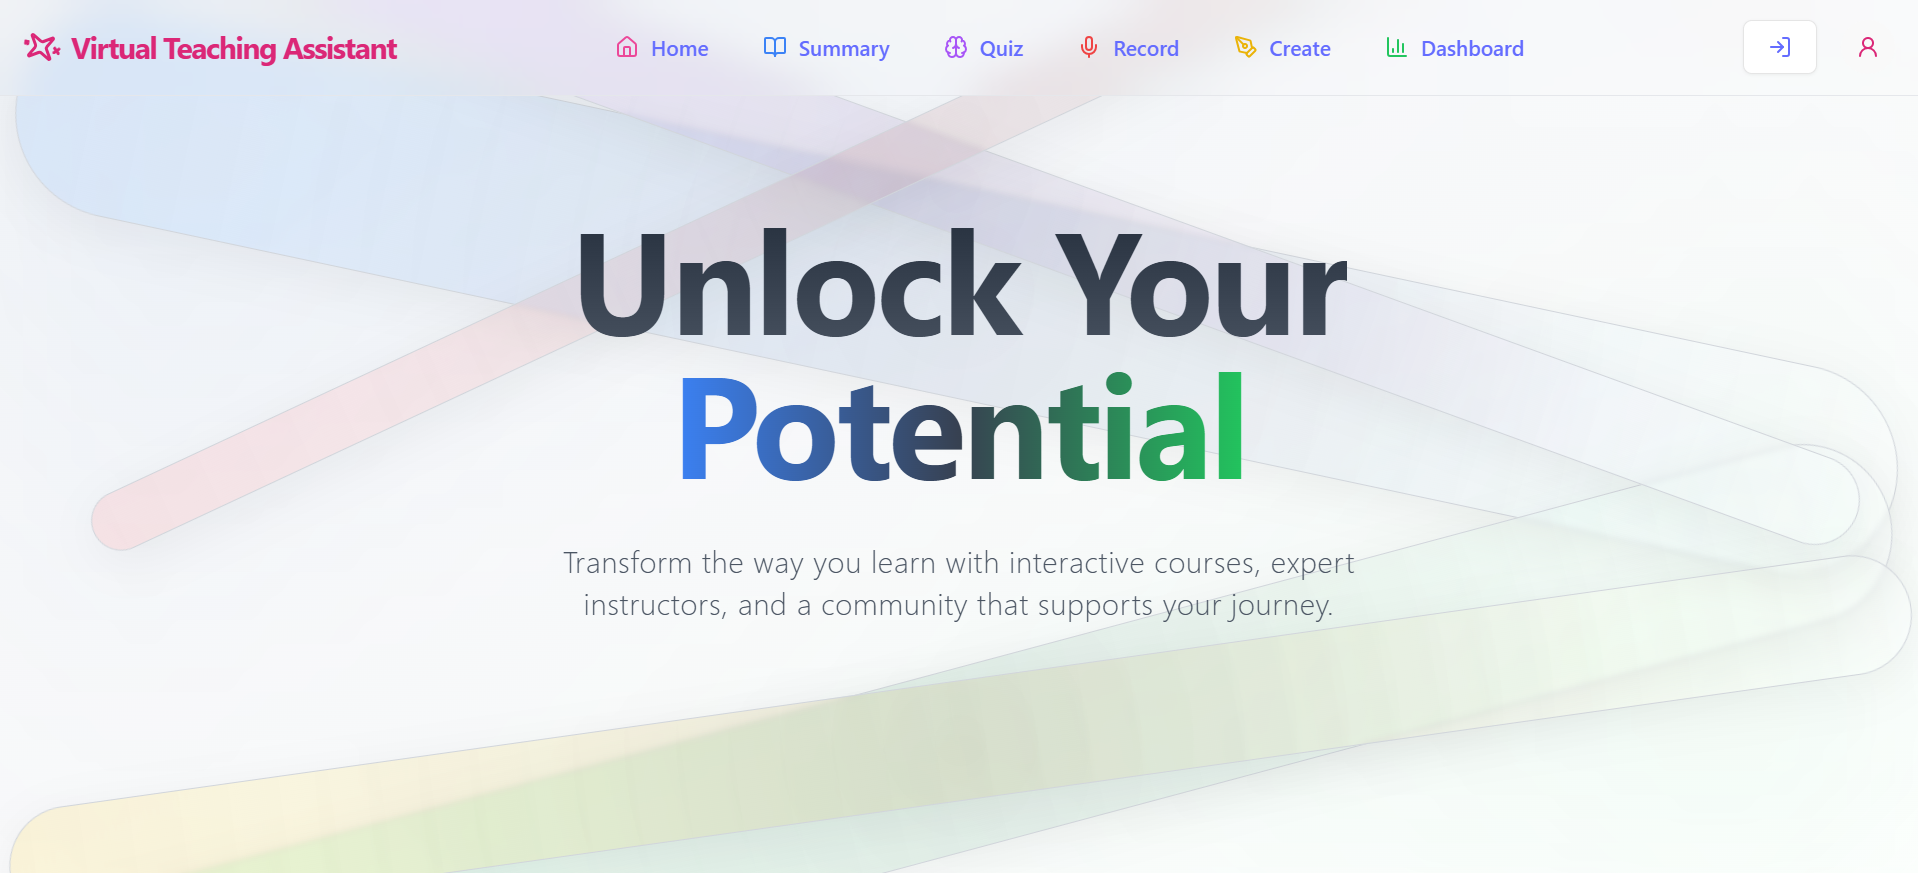 Virtual Teaching Assistant
Home
Summary
Quiz
Record
Create
Dashboard
Unlock Your
Potential
Transform the way you learn with interactive courses, expert
instructors, and a community that supports your journey.